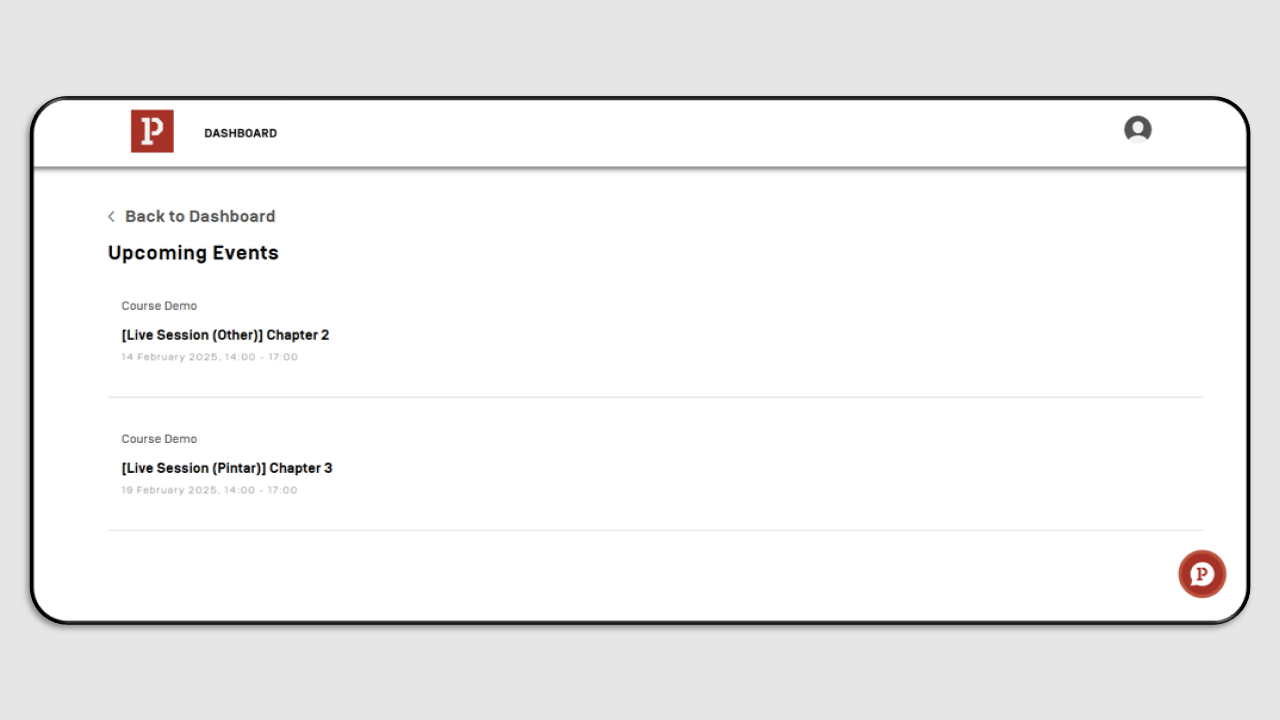 P
DASHBOARD
Back to Dashboard
Upcoming Events
Course Demo
[Live Session (Other)] Chapter 2
14 February 2025, 14:00 - 17:00
Course Demo
[Live Session (Pintar)] Chapter 3
19 February 2025, 14:00 - 17:00
P